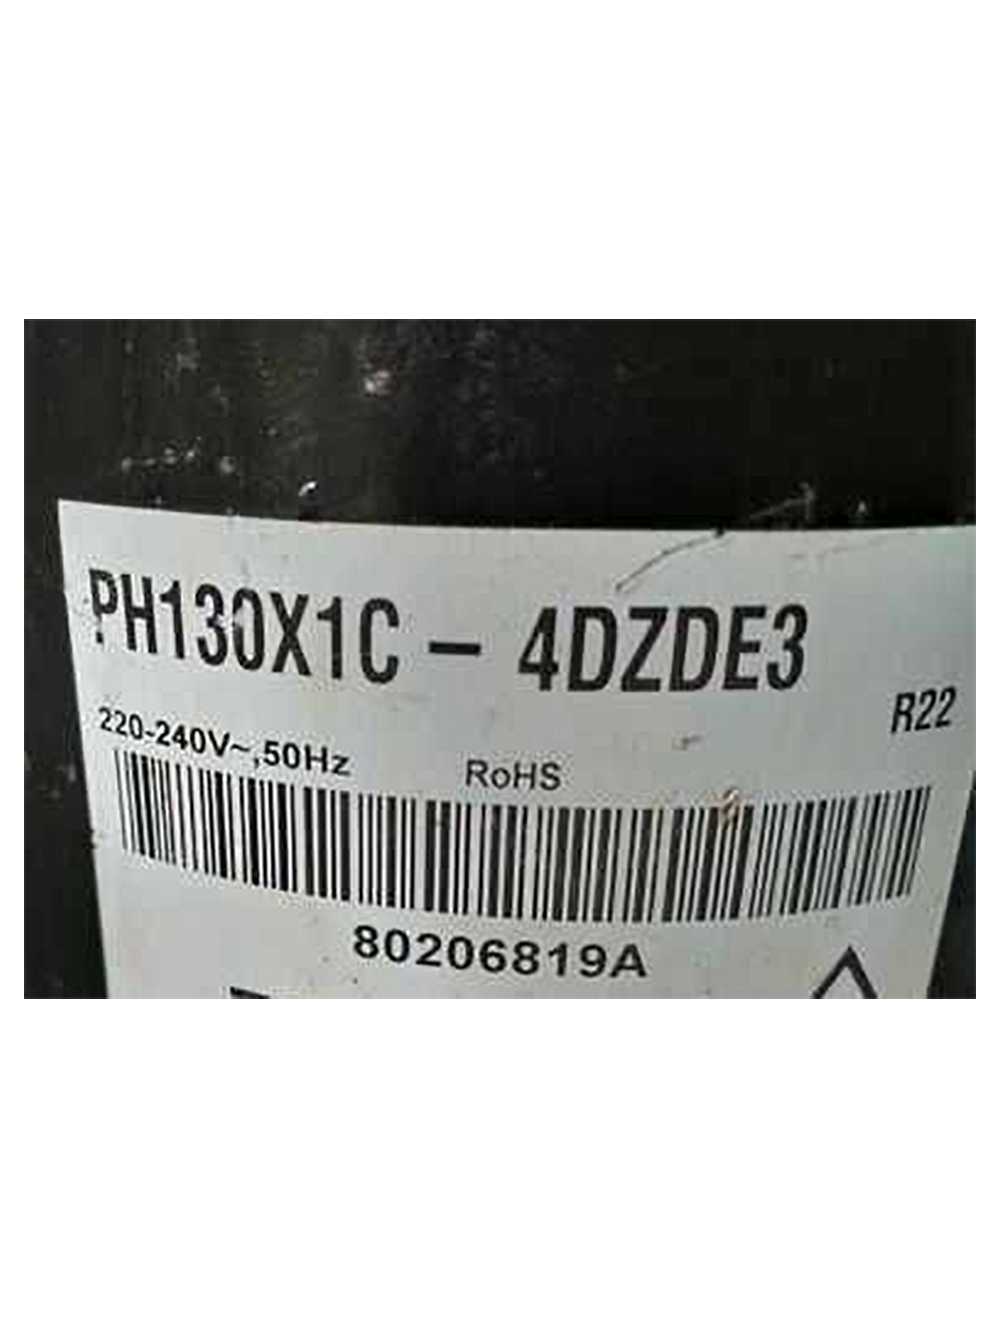 PH130X1C - 4DZDE3
R22
220-240V~,50Hz
RoHS
80206819A